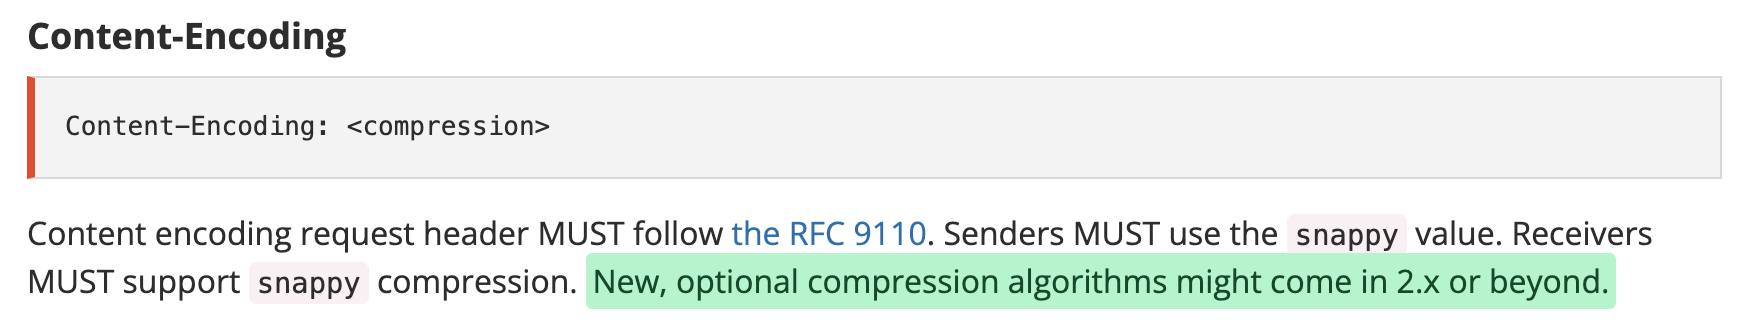 Content-Encoding
Content-Encoding: <compression>
Content encoding request header MUST follow the RFC 9110. Senders MUST use the snappy value. Receivers
MUST support snappy compression. New, optional compression algorithms might come in 2.x or beyond.